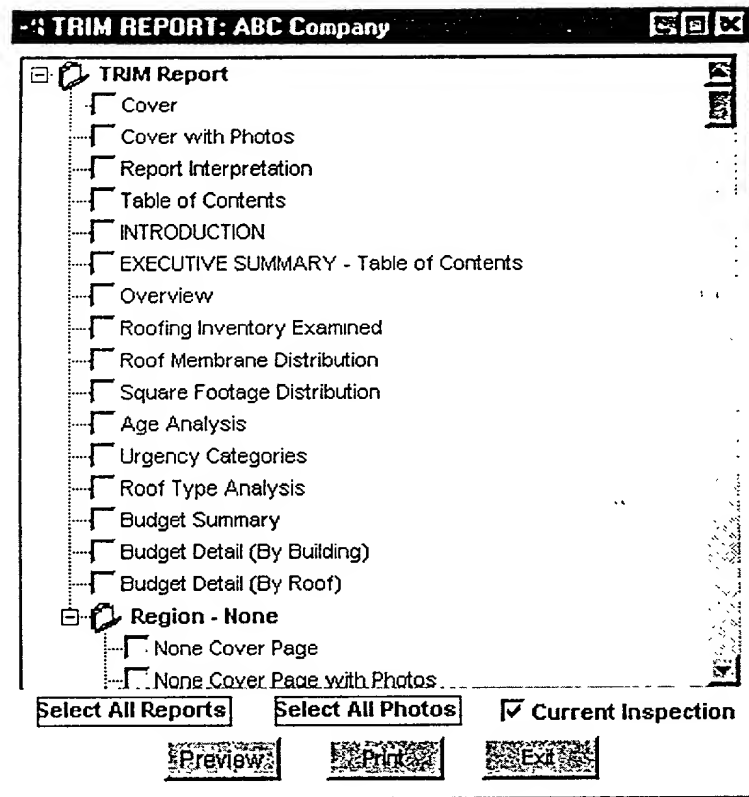 TRIM REPORT: ABC Company
TRIM Report
Cover
Cover with Photos
Report Interpretation
Table of Contents
INTRODUCTION
EXECUTIVE SUMMARY - Table of Contents
Overview
Roofing Inventory Examined
Roof Membrane Distribution
Square Footage Distribution
Age Analysis
Urgency Categories
Roof Type Analysis
Budget Summary
Budget Detail (By Building)
Budget Detail (By Roof)
Region - None
None Cover Page
None Cover Page with Photos
Select All Reports Select All Photos Current Inspection
Preview Print Exit